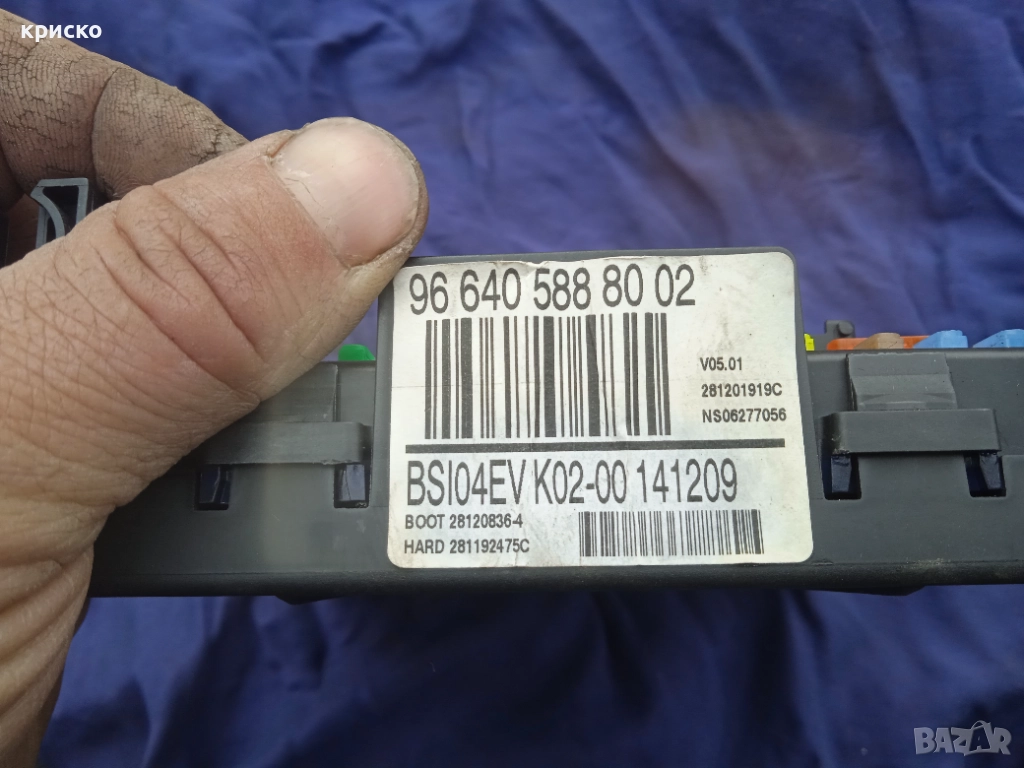 криско
96 640 588 80 02
V05.01
281201919C
NS06277056
BSI04EV K02-00 141209
BOOT 28120836-4
HARD 281192475C
BAZAR